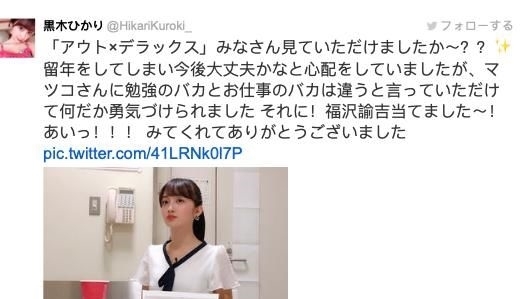 黒木ひかり @HikariKuroki_ フォローする
「アウト×デラックス」みなさん見ていただけましたか〜？？✨
留年をしてしまい今後大丈夫かなと心配をしていましたが、マ
ツコさんに勉強のバカとお仕事のバカは違うと言っていただけ
て何だか勇気づけられました それに！福沢諭吉当てました〜！
あいっ！！！ みてくれてありがとうございました
pic.twitter.com/41LRNk0l7P